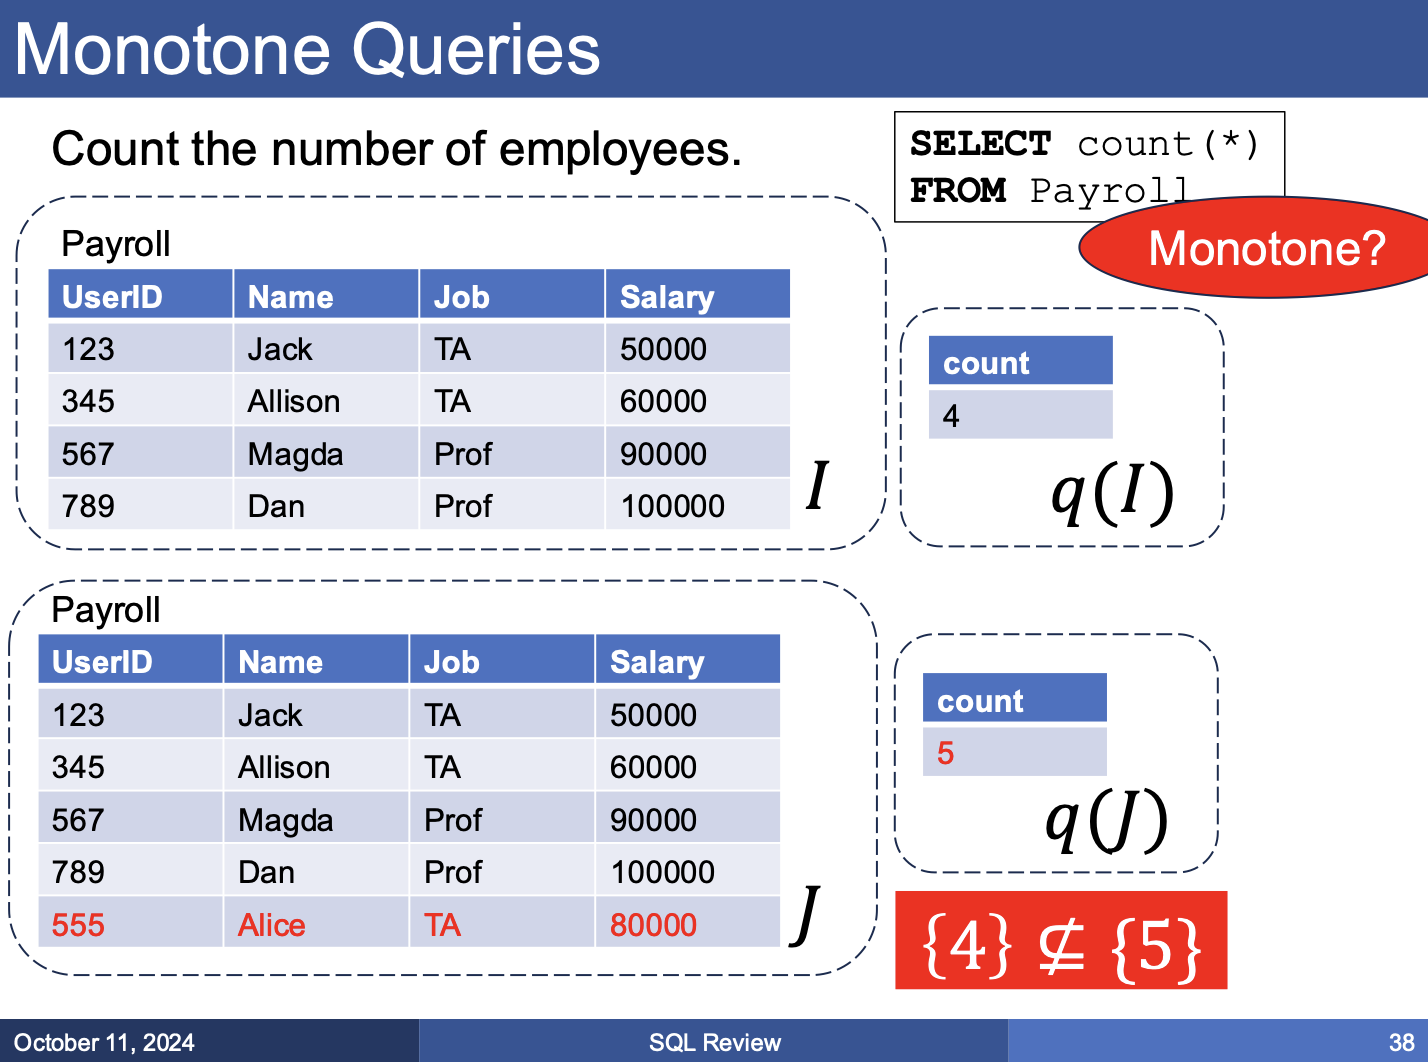 Monotone Queries
Count the number of employees.
SELECT count(*)
FROM Payroll
Monotone?
Payroll
UserID Name Job Salary
123 Jack TA 50000
345 Allison TA 60000
567 Magda Prof 90000
789 Dan Prof 100000
I
count
4
q(I)
Payroll
UserID Name Job Salary
123 Jack TA 50000
345 Allison TA 60000
567 Magda Prof 90000
789 Dan Prof 100000
555 Alice TA 80000
J
count
5
q(J)
{4} ⊈ {5}
October 11, 2024 SQL Review 38